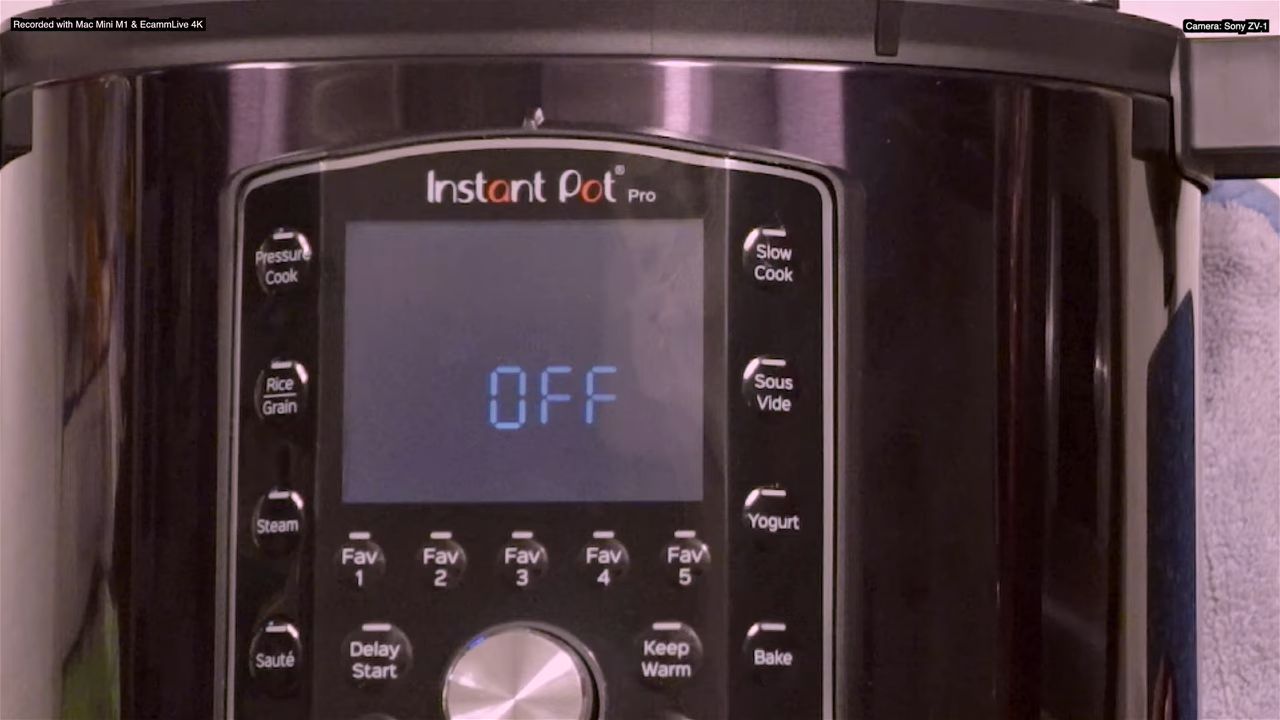 Recorded with Mac Mini M1 & EcammLive 4K
Camera: Sony ZV-1
Instant Pot® Pro
Pressure
Cook
Slow
Cook
OFF
Rice
Grain
Sous
Vide
Steam
Yogurt
Fav
1
Fav
2
Fav
3
Fav
4
Fav
5
Sauté
Delay
Start
Keep
Warm
Bake